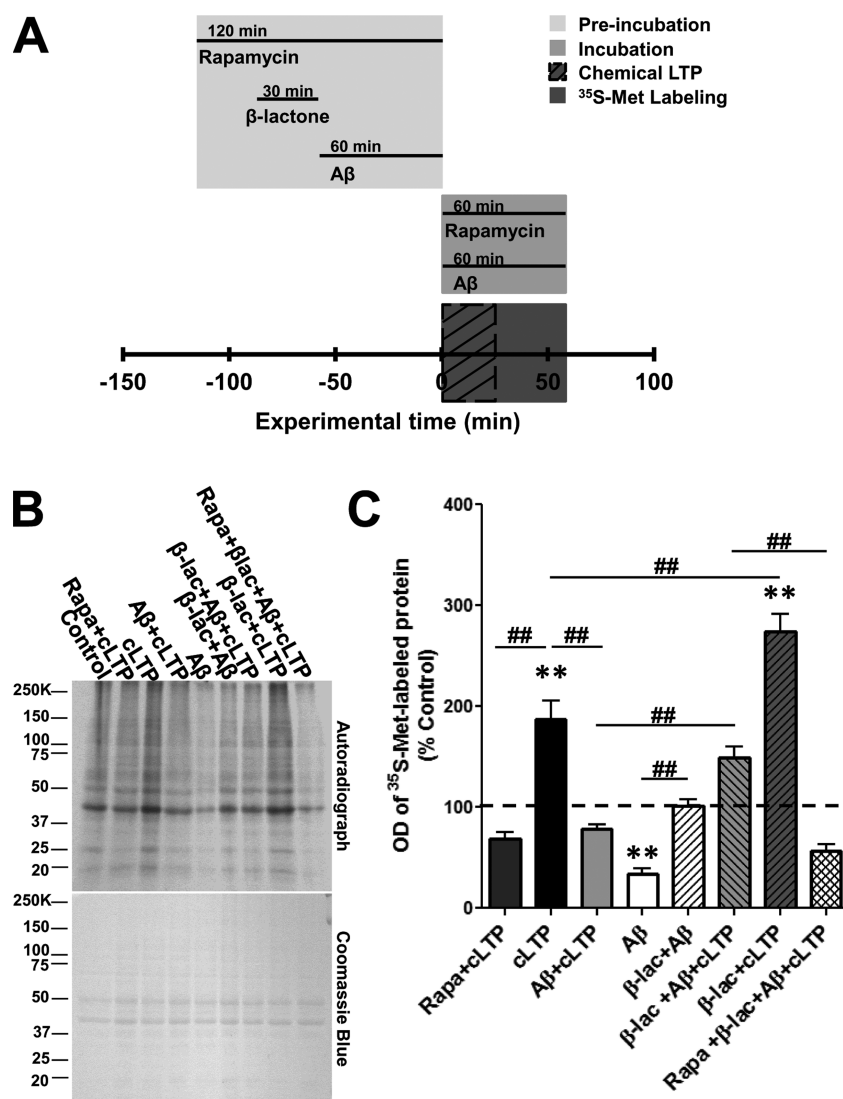 A
120 min
Rapamycin
30 min
β-lactone
60 min
Aβ
Pre-incubation
Incubation
Chemical LTP
³⁵S-Met Labeling
60 min
Rapamycin
60 min
Aβ
-150 -100 -50 0 50 100
Experimental time (min)
B
Control
Rapa+cLTP
cLTP
Aβ+cLTP
Aβ
β-lac+Aβ
β-lac+Aβ+cLTP
β-lac+cLTP
Rapa+βlac+Aβ+cLTP
250K
150
100
75
50
37
25
20
Autoradiograph
250K
150
100
75
50
37
25
20
Coomassie Blue
C
OD of ³⁵S-Met-labeled protein
(% Control)
400
300
200
100
0
##
##
**
##
##
**
##
##
**
Rapa+cLTP
cLTP
Aβ+cLTP
Aβ
β-lac+Aβ
β-lac +Aβ+cLTP
β-lac+cLTP
Rapa +β-lac+Aβ+cLTP